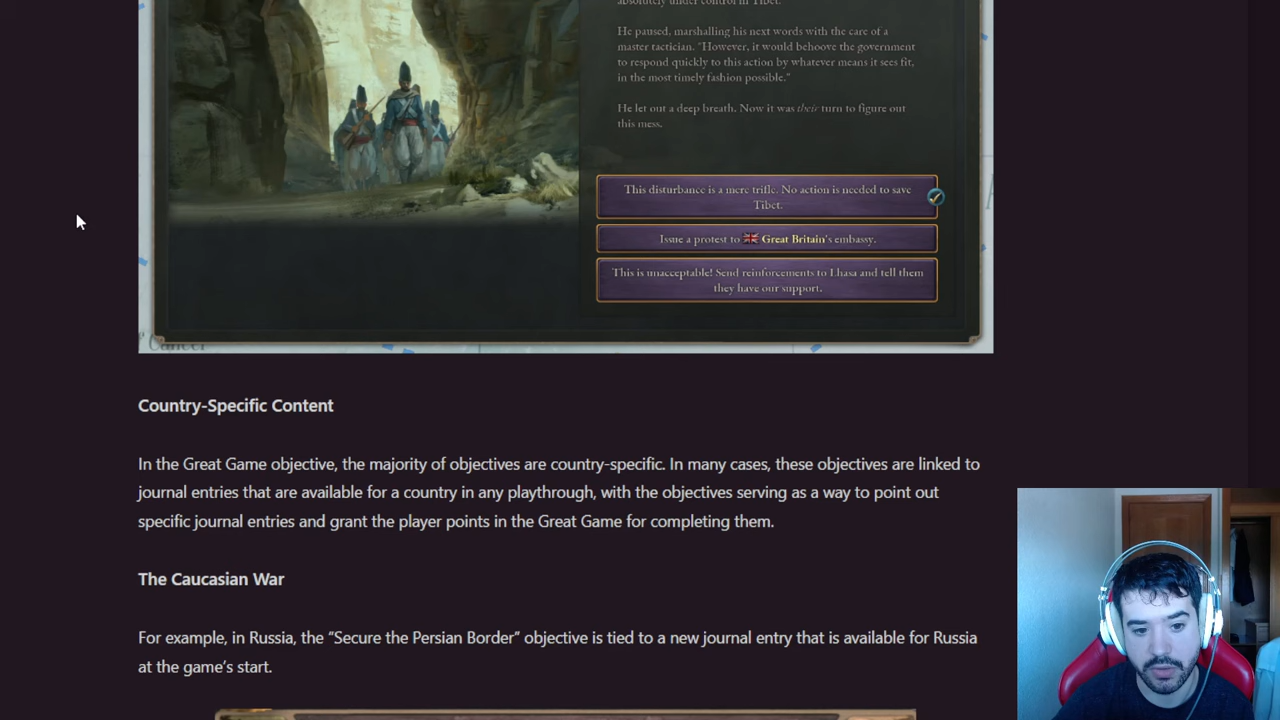 absolutely under control in Tibet.
He paused, marshalling his next words with the care of a
master tactician. "However, it would behoove the government
to respond quickly to this action by whatever means it sees fit,
in the most timely fashion possible."
He let out a deep breath. Now it was their turn to figure out
this mess.
This disturbance is a mere trifle. No action is needed to save
Tibet.
Issue a protest to Great Britain's embassy.
This is unacceptable! Send reinforcements to Lhasa and tell them
they have our support.
Cancer
Country-Specific Content
In the Great Game objective, the majority of objectives are country-specific. In many cases, these objectives are linked to
journal entries that are available for a country in any playthrough, with the objectives serving as a way to point out
specific journal entries and grant the player points in the Great Game for completing them.
The Caucasian War
For example, in Russia, the “Secure the Persian Border” objective is tied to a new journal entry that is available for Russia
at the game’s start.